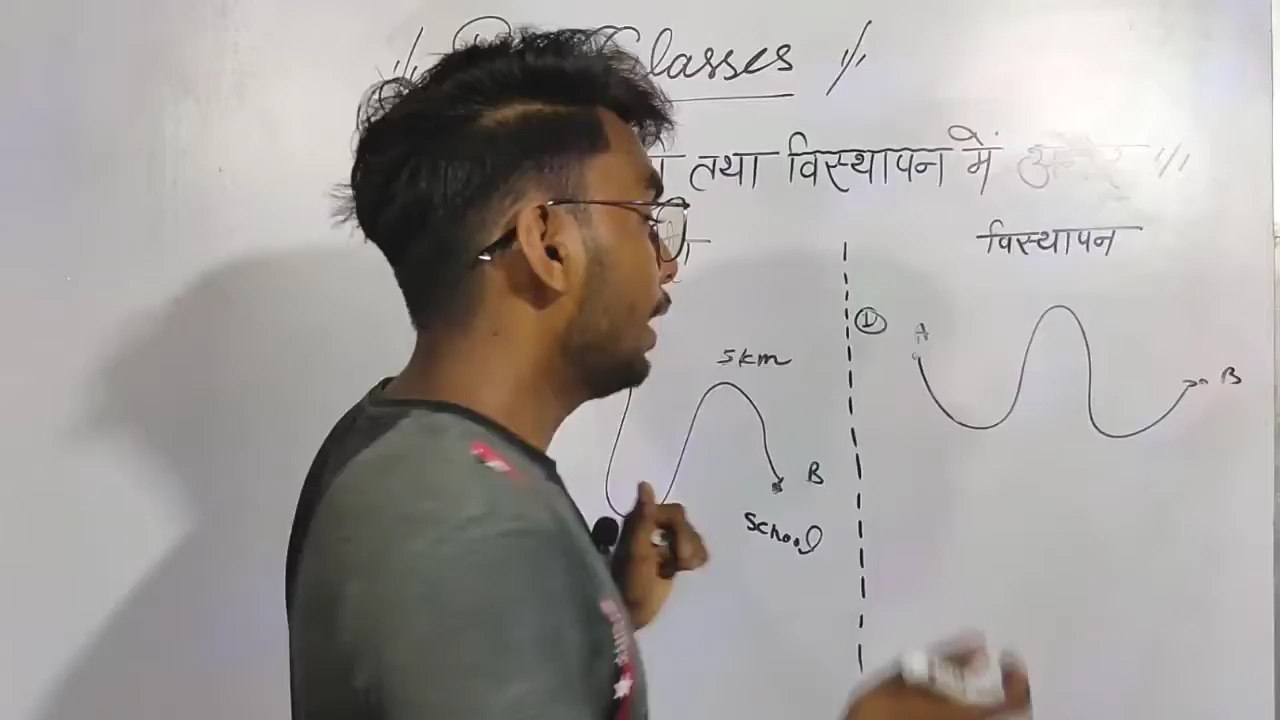 // Classes //
तथा विस्थापन में //
विस्थापन
①
5km
B
B
School